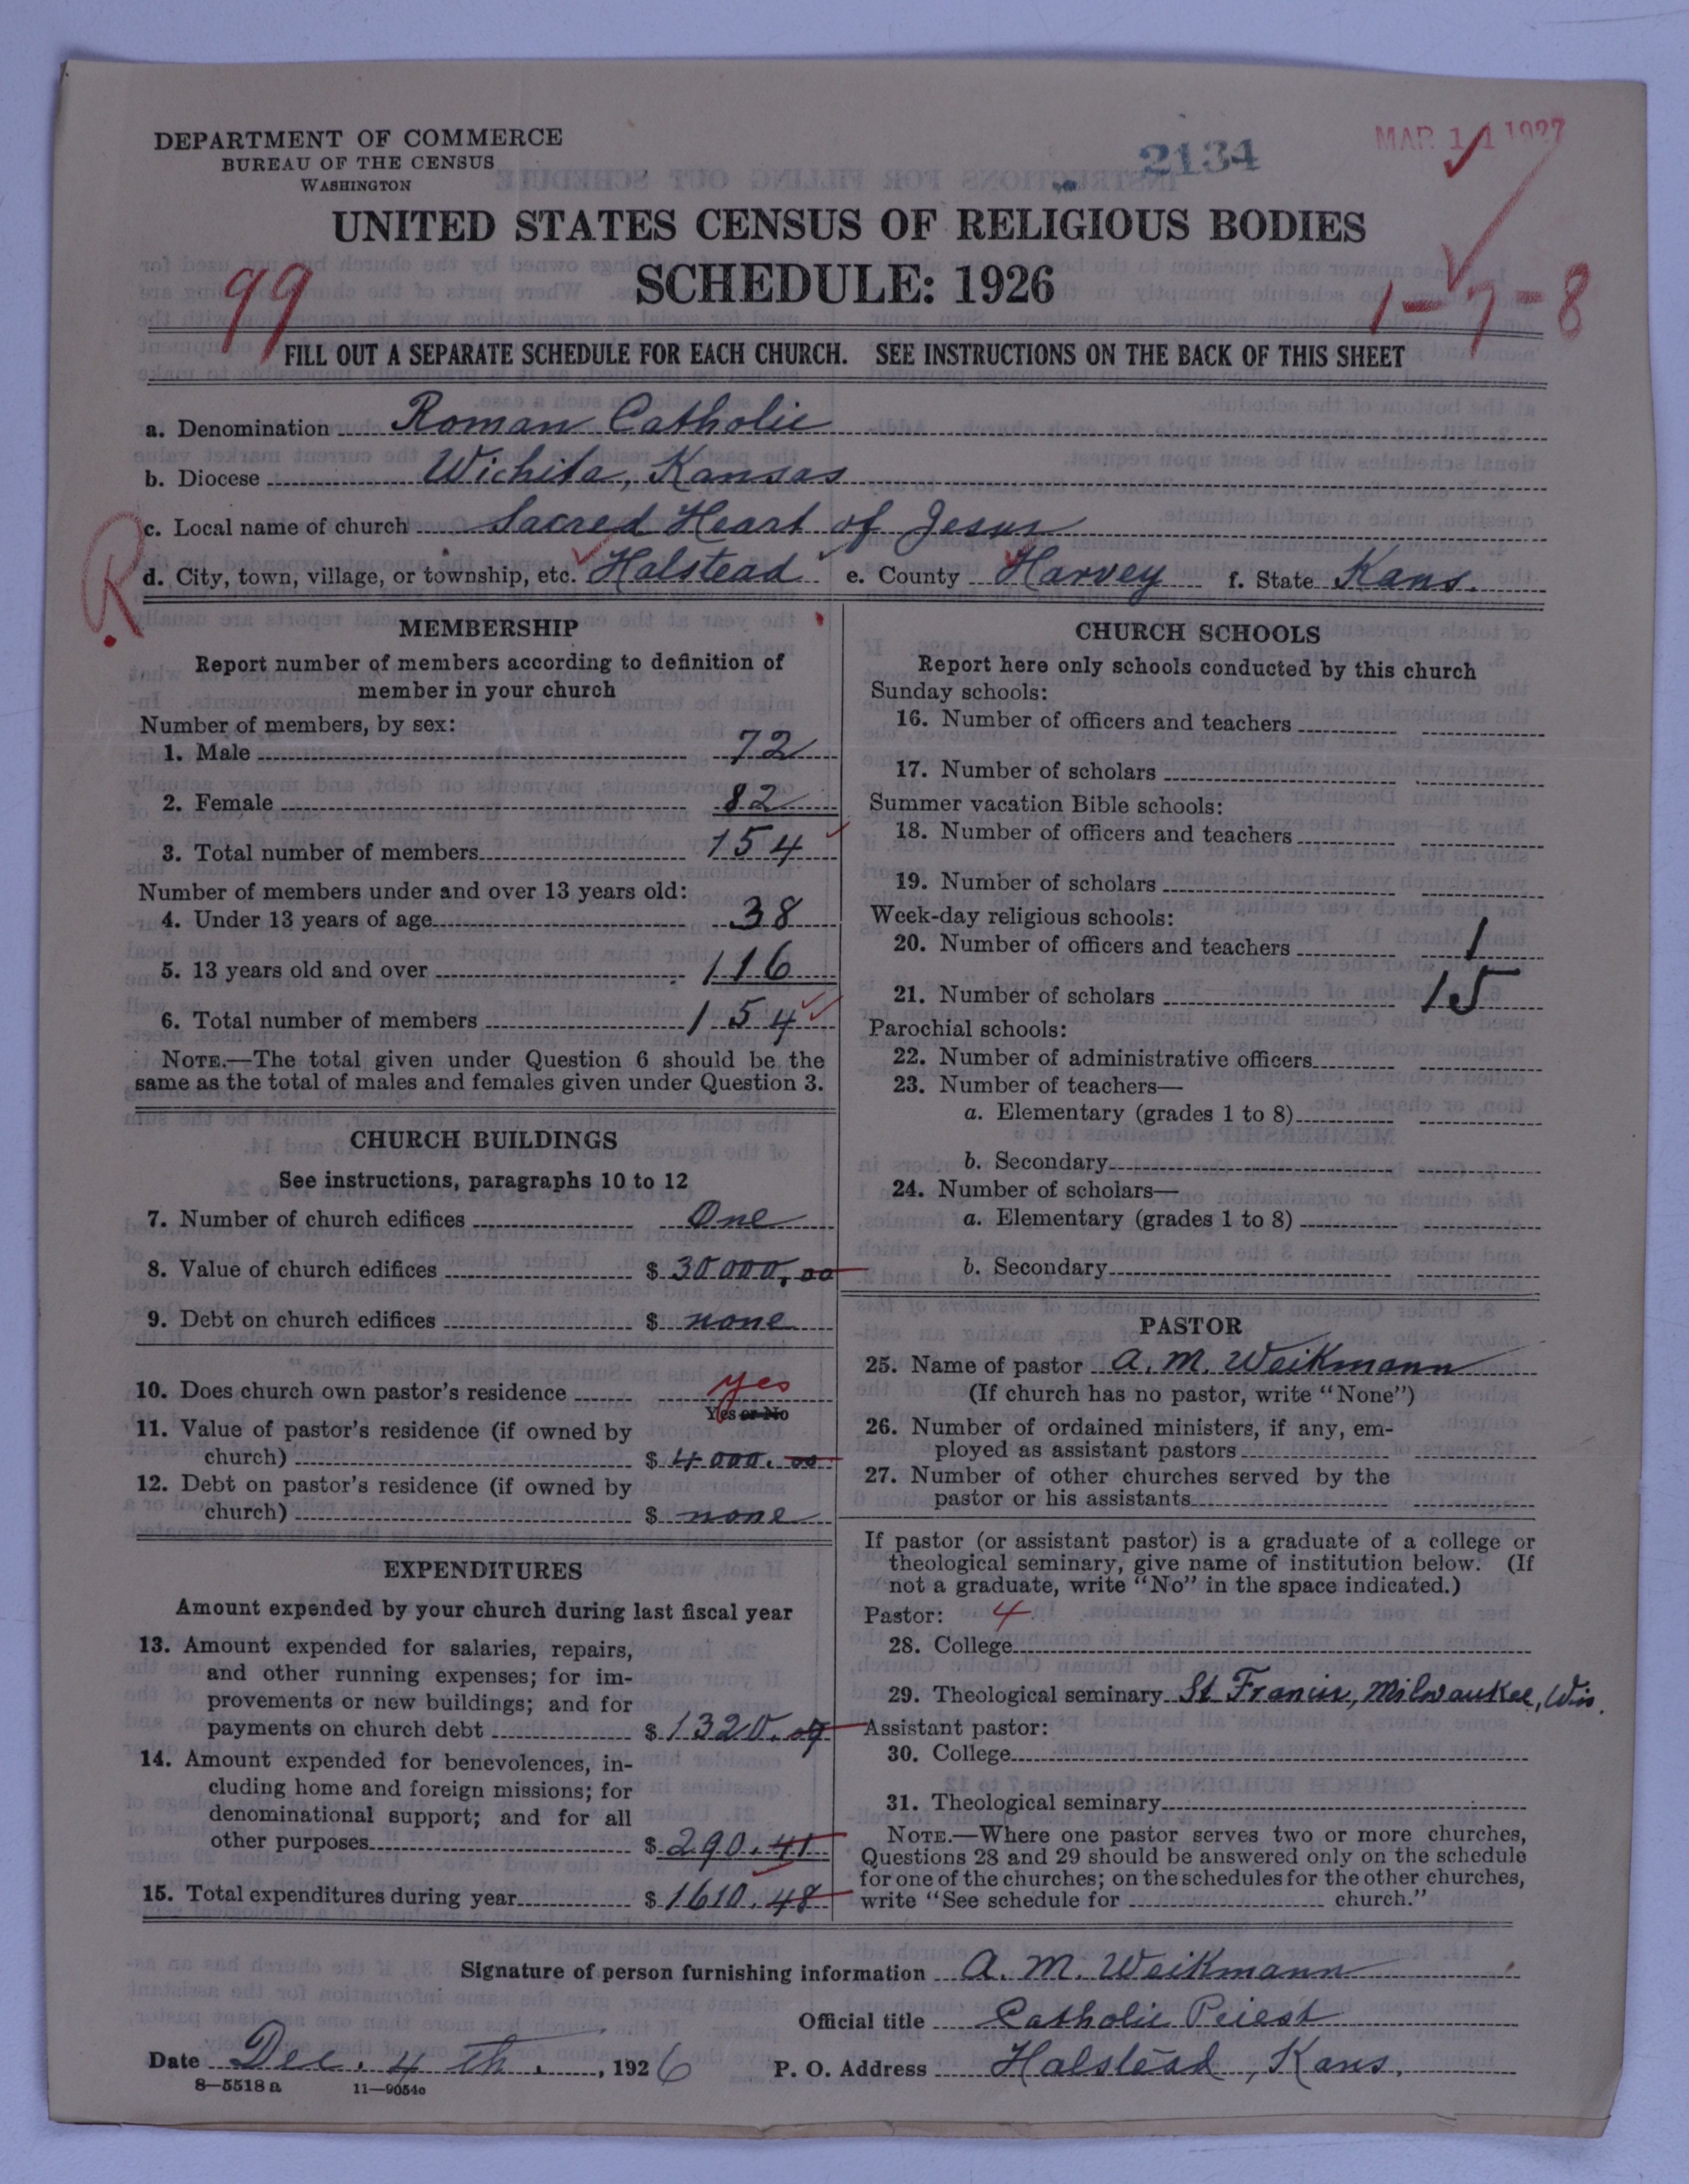 DEPARTMENT OF COMMERCE
BUREAU OF THE CENSUS
WASHINGTON
2134
MAR 11 1927
UNITED STATES CENSUS OF RELIGIOUS BODIES
SCHEDULE: 1926
99
1-7-8
FILL OUT A SEPARATE SCHEDULE FOR EACH CHURCH. SEE INSTRUCTIONS ON THE BACK OF THIS SHEET
a. Denomination Roman Catholic
b. Diocese Wichita, Kansas
c. Local name of church Sacred Heart of Jesus
R
d. City, town, village, or township, etc. Halstead e. County Harvey f. State Kans.
MEMBERSHIP
Report number of members according to definition of
member in your church
Number of members, by sex:
1. Male 72
2. Female 82
3. Total number of members 154
Number of members under and over 13 years old:
4. Under 13 years of age 38
5. 13 years old and over 116
6. Total number of members 154
NOTE.—The total given under Question 6 should be the
same as the total of males and females given under Question 3.
CHURCH BUILDINGS
See instructions, paragraphs 10 to 12
7. Number of church edifices One
8. Value of church edifices $ 30000.00
9. Debt on church edifices $ none
10. Does church own pastor's residence yes
Yes or No
11. Value of pastor's residence (if owned by
church) $ 4000.00
12. Debt on pastor's residence (if owned by
church) $ none
EXPENDITURES
Amount expended by your church during last fiscal year
13. Amount expended for salaries, repairs,
and other running expenses; for im-
provements or new buildings; and for
payments on church debt $ 1320.07
14. Amount expended for benevolences, in-
cluding home and foreign missions; for
denominational support; and for all
other purposes $ 290.41
15. Total expenditures during year $ 1610.48
CHURCH SCHOOLS
Report here only schools conducted by this church
Sunday schools:
16. Number of officers and teachers
17. Number of scholars
Summer vacation Bible schools:
18. Number of officers and teachers
19. Number of scholars
Week-day religious schools:
20. Number of officers and teachers 1
21. Number of scholars 15
Parochial schools:
22. Number of administrative officers
23. Number of teachers—
a. Elementary (grades 1 to 8)
b. Secondary
24. Number of scholars—
a. Elementary (grades 1 to 8)
b. Secondary
PASTOR
25. Name of pastor A. M. Weikmann
(If church has no pastor, write "None")
26. Number of ordained ministers, if any, em-
ployed as assistant pastors
27. Number of other churches served by the
pastor or his assistants
If pastor (or assistant pastor) is a graduate of a college or
theological seminary, give name of institution below. (If
not a graduate, write "No" in the space indicated.)
Pastor: 4
28. College
29. Theological seminary St Francis, Milwaukee, Wis.
Assistant pastor:
30. College
31. Theological seminary
NOTE.—Where one pastor serves two or more churches,
Questions 28 and 29 should be answered only on the schedule
for one of the churches; on the schedules for the other churches,
write "See schedule for church."
Signature of person furnishing information A. M. Weikmann
Official title Catholic Priest
Date Dec. 4 th. , 1926 P. O. Address Halstead, Kans.
8—5518 a 11—9054c